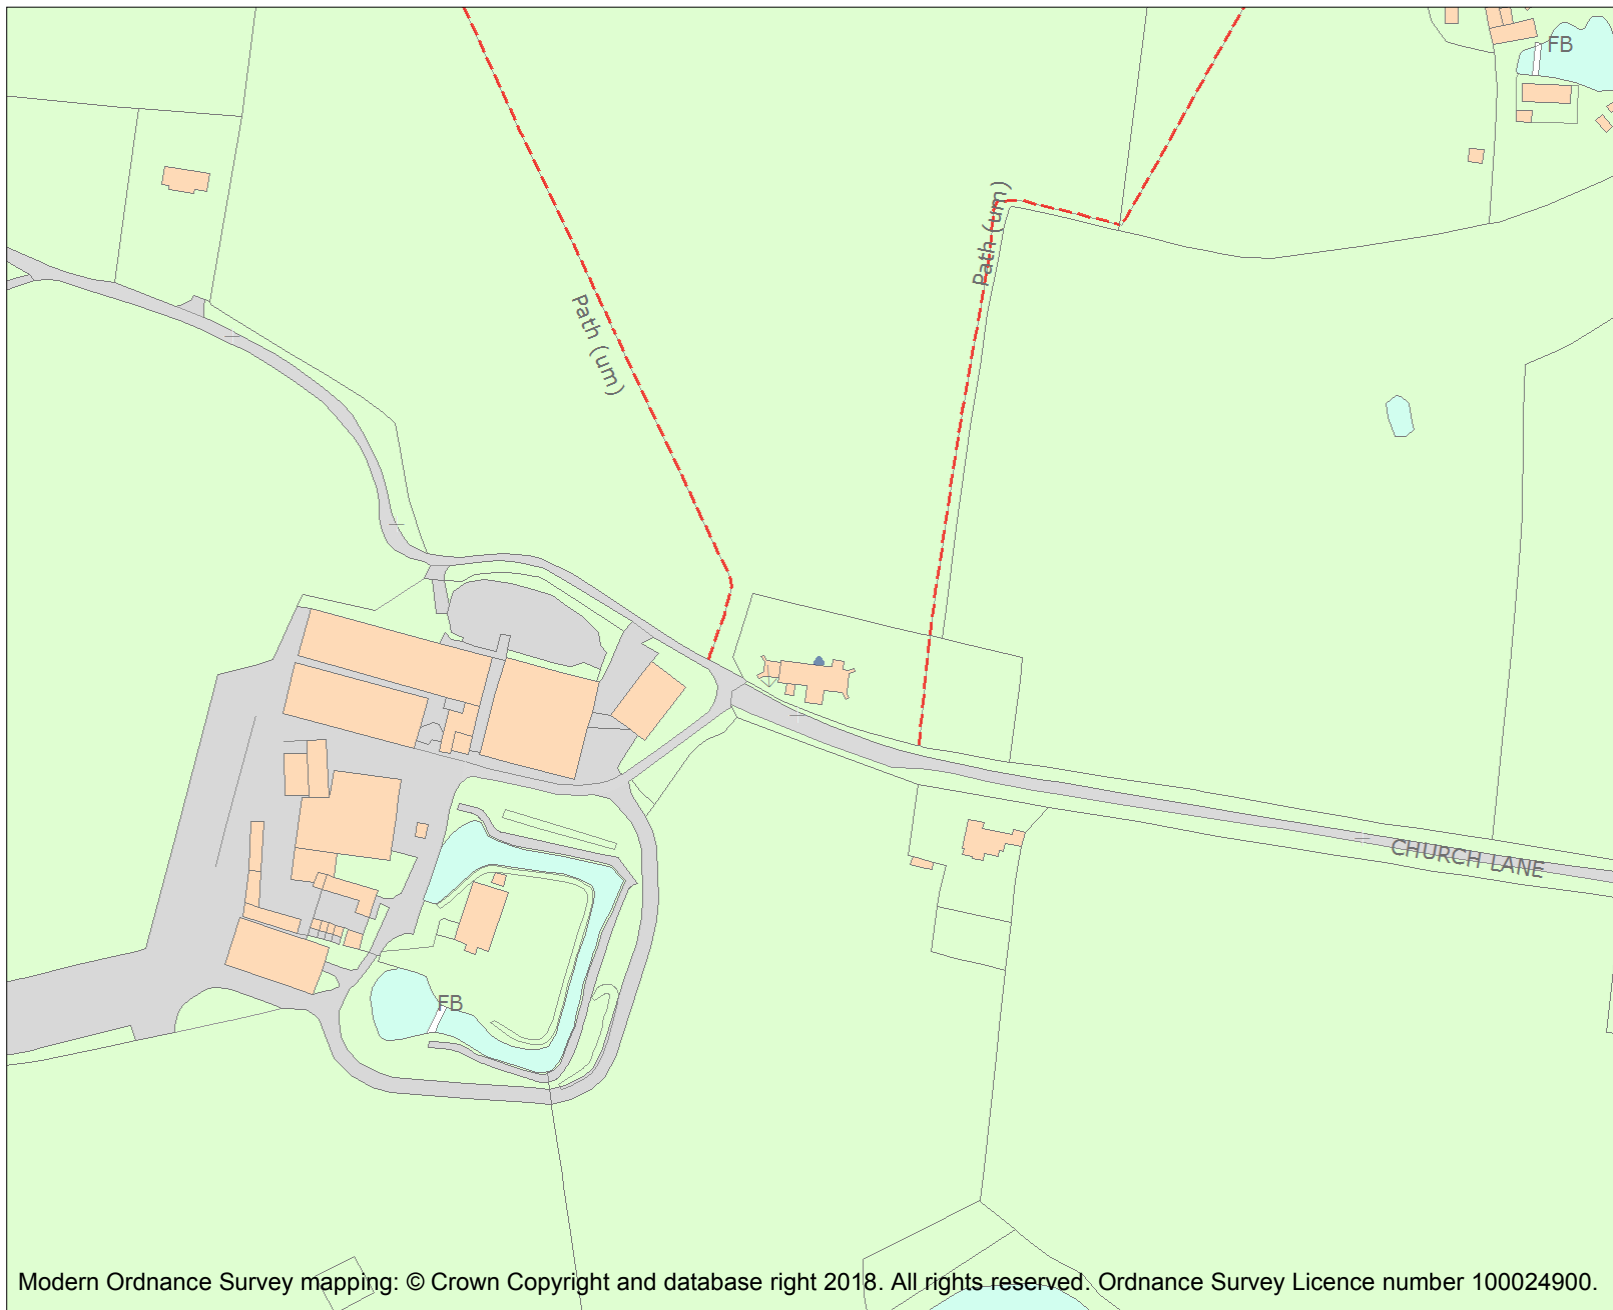 FB
Path (um)
Path (um)
CHURCH LANE
FB
Modern Ordnance Survey mapping: © Crown Copyright and database right 2018. All rights reserved. Ordnance Survey Licence number 100024900.